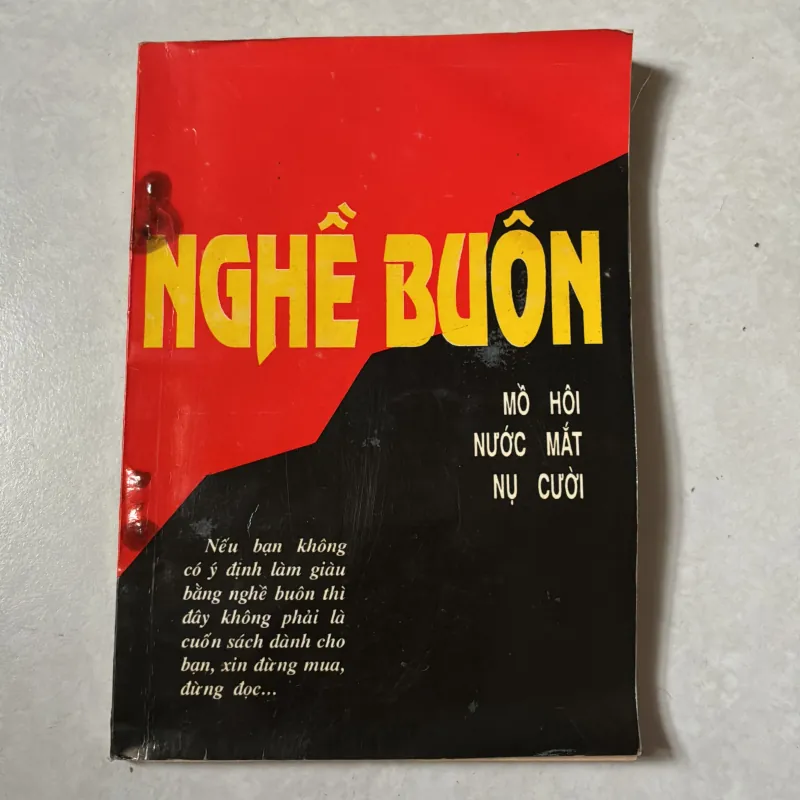 NGHỀ BUÔN
MỒ HÔI
NƯỚC MẮT
NỤ CƯỜI
Nếu bạn không
có ý định làm giàu
bằng nghề buôn thì
đây không phải là
cuốn sách dành cho
bạn, xin đừng mua,
đừng đọc...